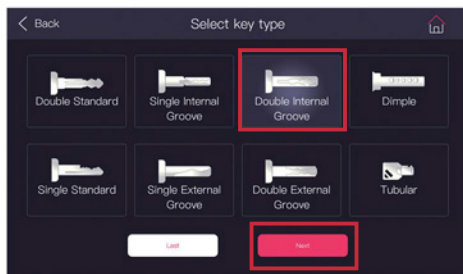 Back
Select key type
Double Standard
Single Internal
Groove
Double Internal
Groove
Dimple
Single Standard
Single External
Groove
Double External
Groove
Tubular
Last
Next